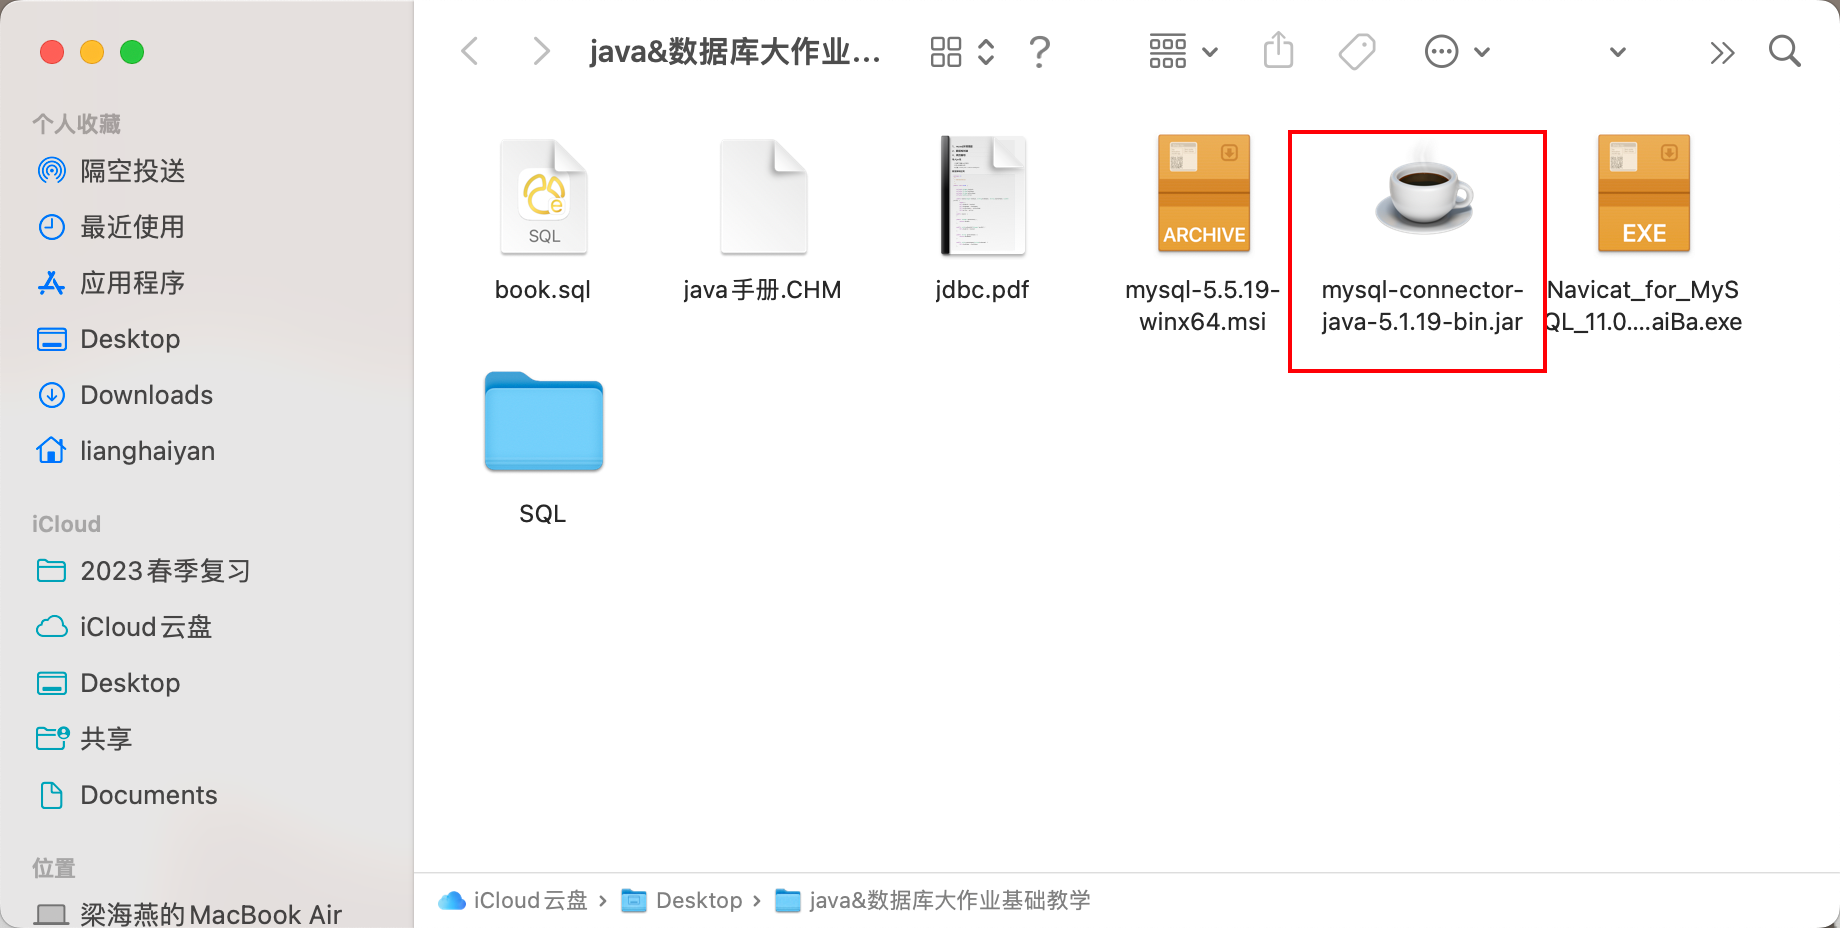 java&数据库大作业...
个人收藏
隔空投送
最近使用
应用程序
Desktop
Downloads
lianghaiyan
iCloud
2023春季复习
iCloud云盘
Desktop
共享
Documents
位置
梁海燕的MacBook Air
SQL
book.sql
java手册.CHM
jdbc.pdf
ARCHIVE
mysql-5.5.19-
winx64.msi
mysql-connector-
java-5.1.19-bin.jar
EXE
Navicat_for_MyS
QL_11.0....aiBa.exe
SQL
iCloud云盘 › Desktop › java&数据库大作业基础教学